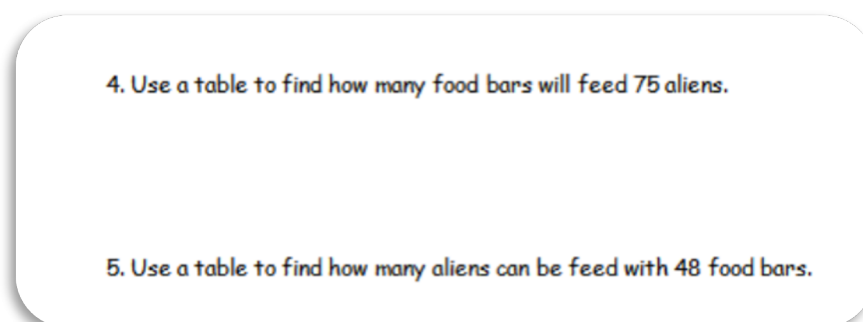 4. Use a table to find how many food bars will feed 75 aliens.
5. Use a table to find how many aliens can be feed with 48 food bars.